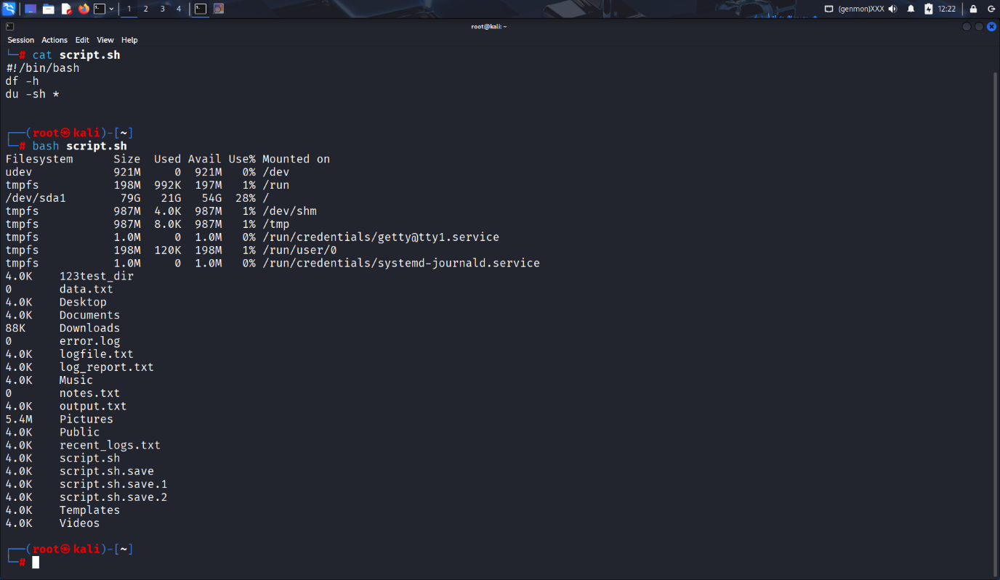 1 2 3 4 (genmon)XXX 12:22
root@kali: ~
Session Actions Edit View Help
└─# cat script.sh
#!/bin/bash
df -h
du -sh *
┌──(root㉿kali)-[~]
└─# bash script.sh
Filesystem      Size  Used Avail Use% Mounted on
udev            921M     0  921M   0% /dev
tmpfs           198M  992K  197M   1% /run
/dev/sda1        79G   21G   54G  28% /
tmpfs           987M  4.0K  987M   1% /dev/shm
tmpfs           987M  8.0K  987M   1% /tmp
tmpfs           1.0M     0  1.0M   0% /run/credentials/getty@tty1.service
tmpfs           198M  120K  198M   1% /run/user/0
tmpfs           1.0M     0  1.0M   0% /run/credentials/systemd-journald.service
4.0K    123test_dir
0       data.txt
4.0K    Desktop
4.0K    Documents
88K     Downloads
0       error.log
4.0K    logfile.txt
4.0K    log_report.txt
4.0K    Music
0       notes.txt
4.0K    output.txt
5.4M    Pictures
4.0K    Public
4.0K    recent_logs.txt
4.0K    script.sh
4.0K    script.sh.save
4.0K    script.sh.save.1
4.0K    script.sh.save.2
4.0K    Templates
4.0K    Videos
┌──(root㉿kali)-[~]
└─#